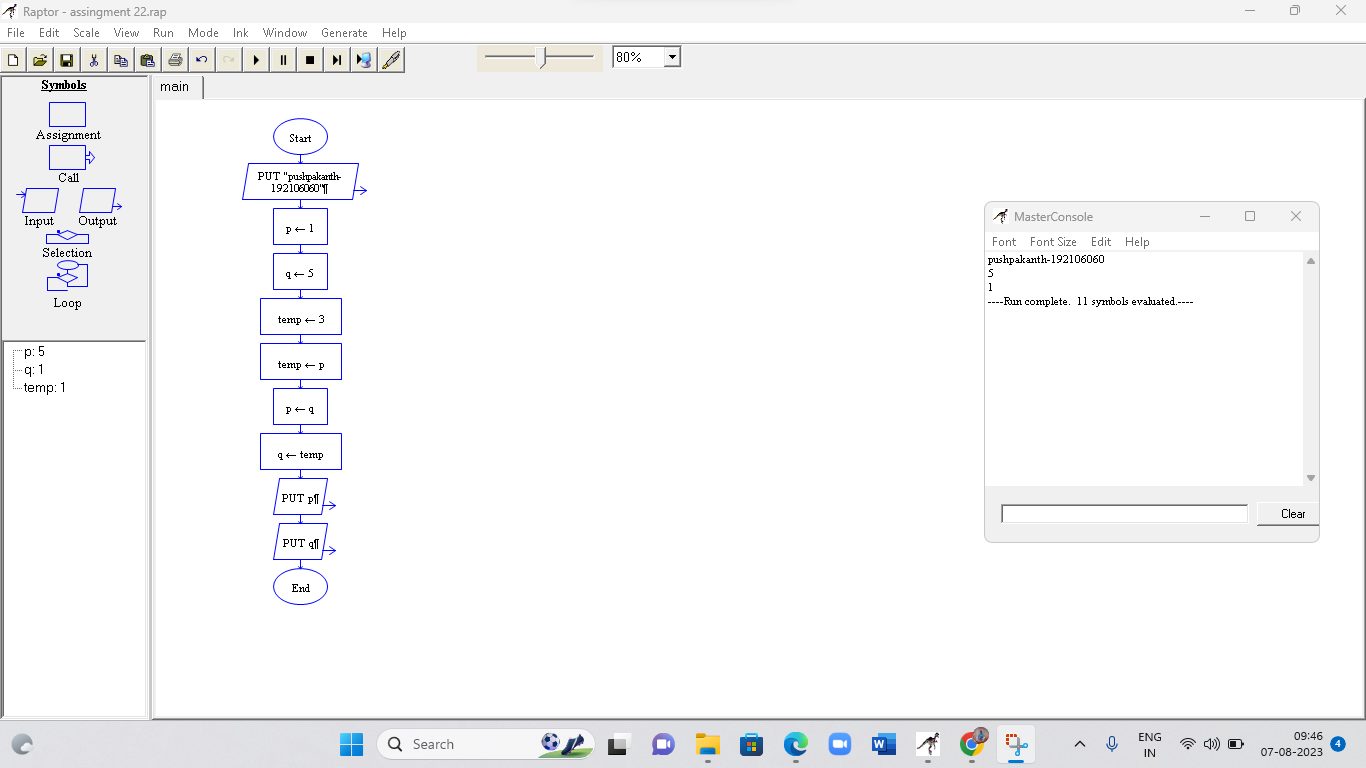 Raptor - assingment 22.rap
File Edit Scale View Run Mode Ink Window Generate Help
80%
Symbols
Assignment
Call
Input Output
Selection
Loop
p: 5
q: 1
temp: 1
main
Start
PUT "pushpakanth-
192106060"¶
p ← 1
q ← 5
temp ← 3
temp ← p
p ← q
q ← temp
PUT p¶
PUT q¶
End
MasterConsole
Font Font Size Edit Help
pushpakanth-192106060
5
1
----Run complete. 11 symbols evaluated.----
Clear
Search
ENG
IN
09:46
07-08-2023
4